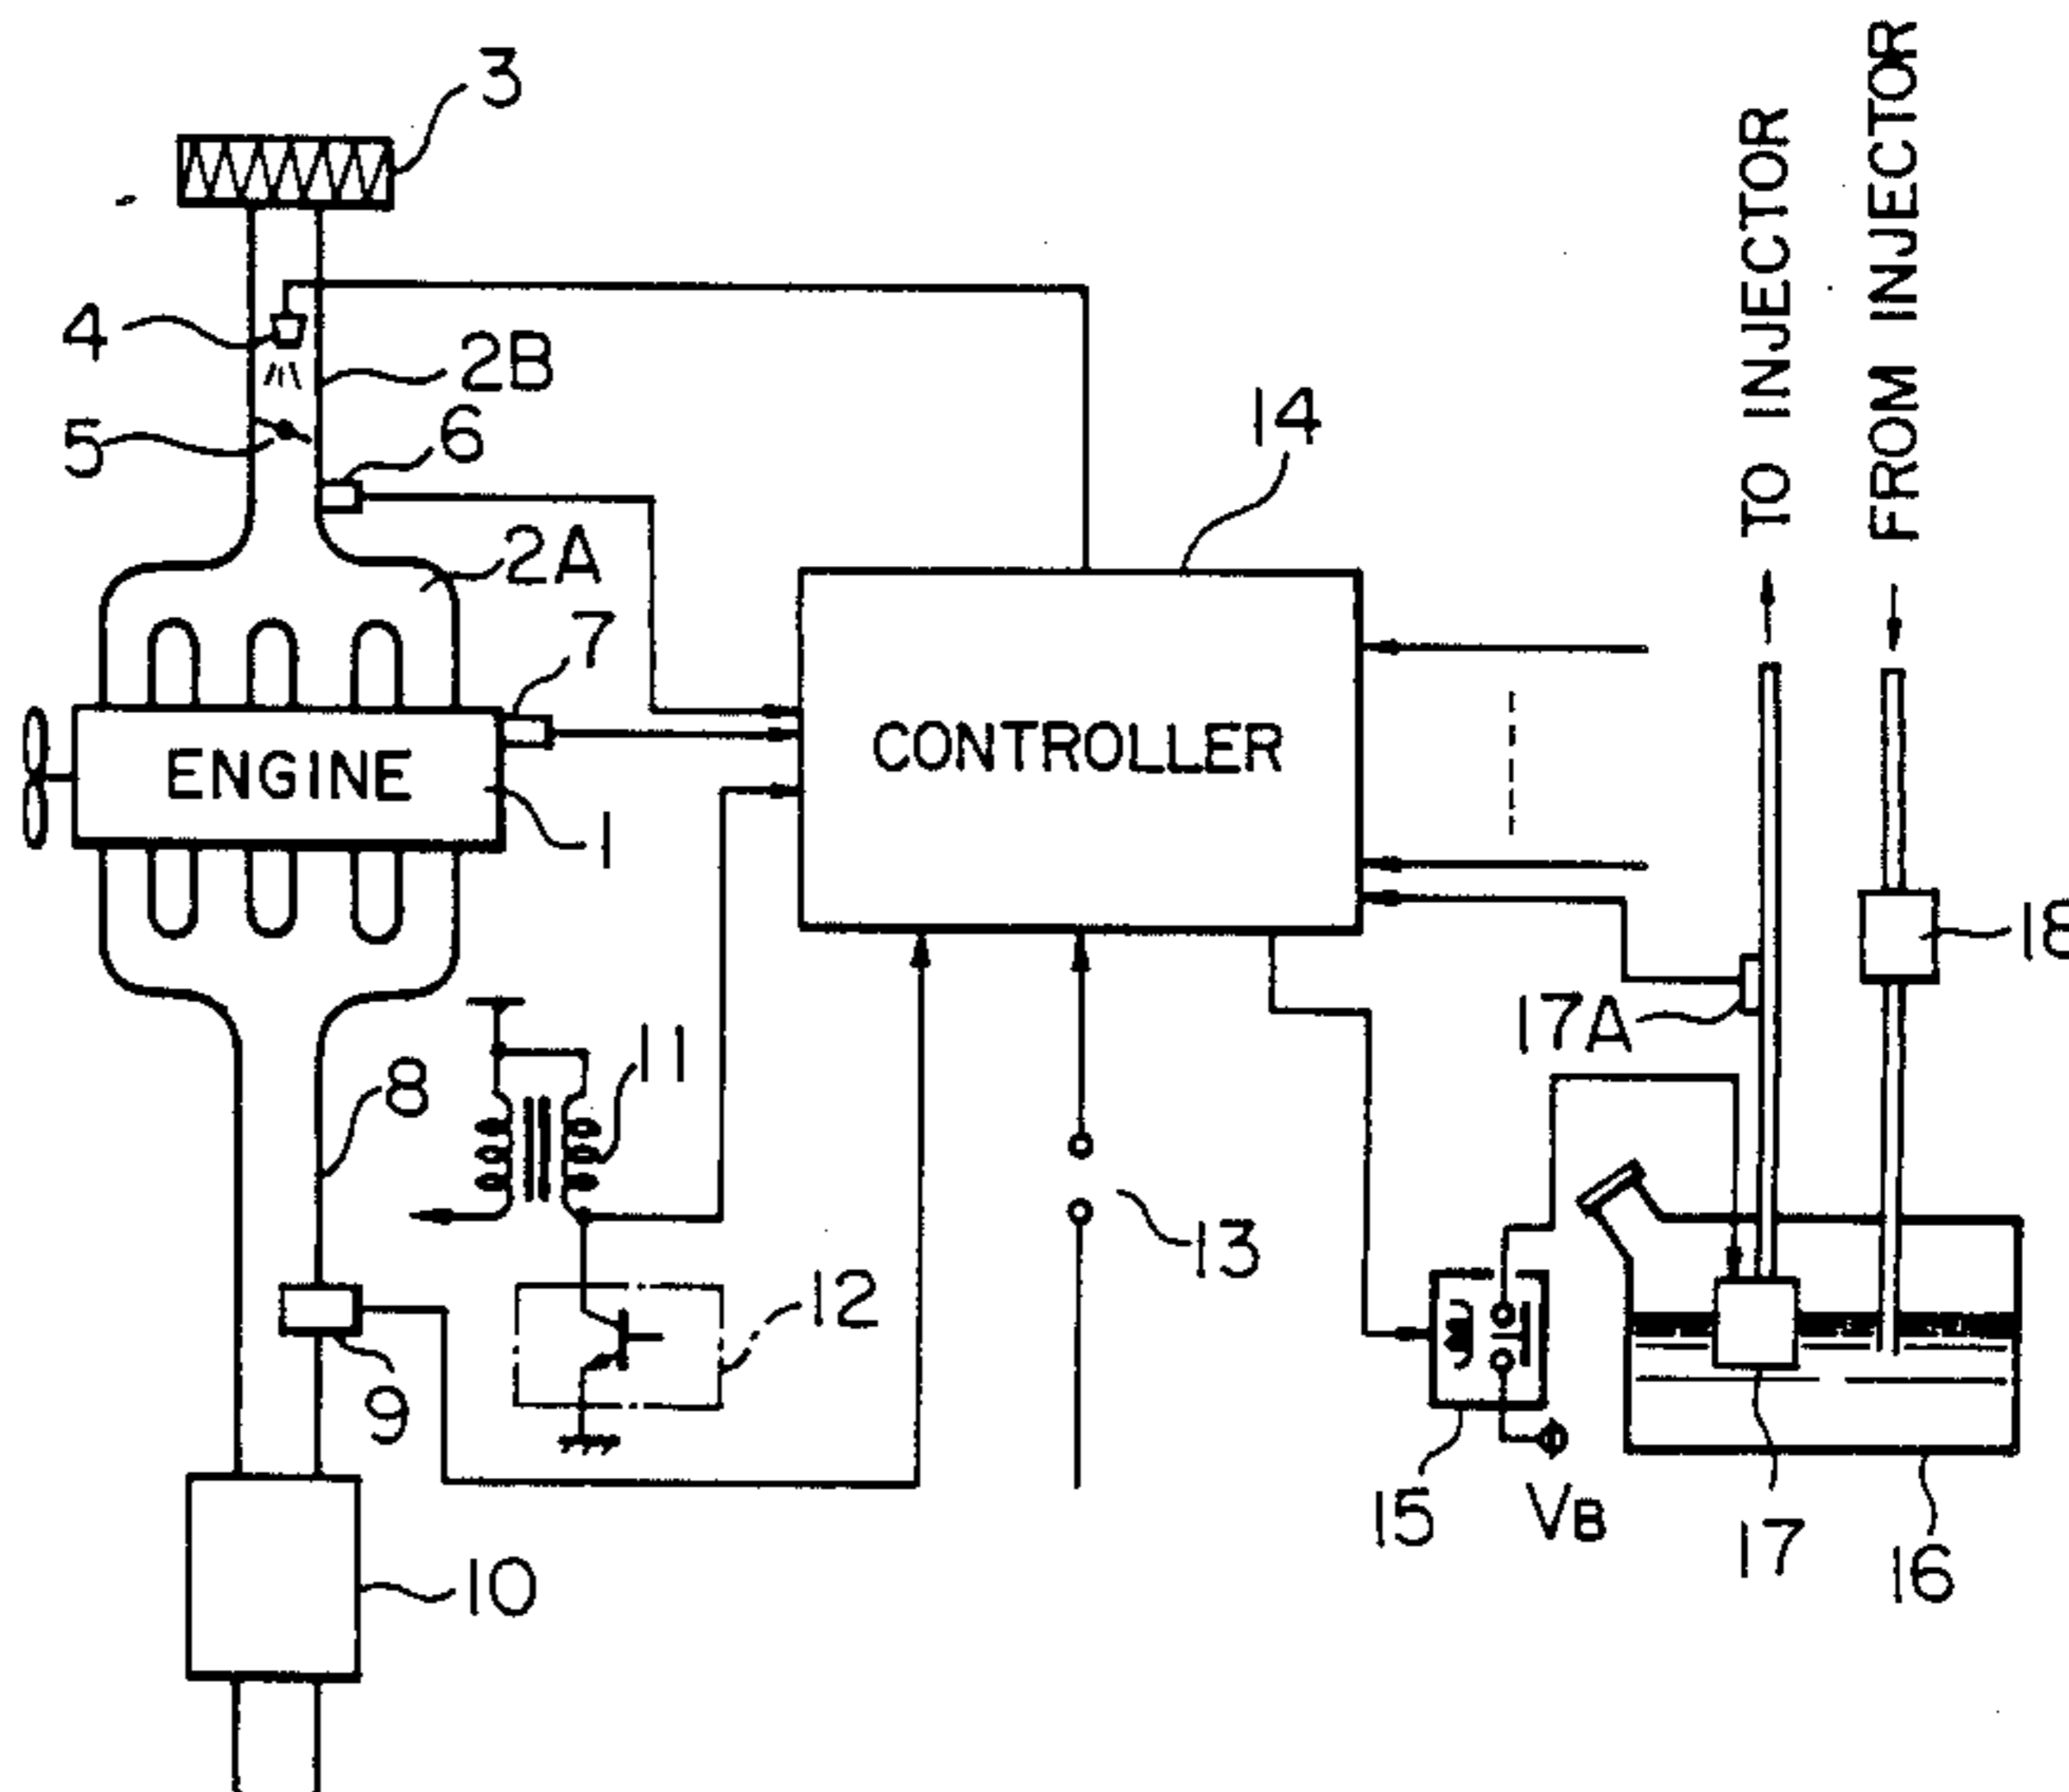 3
4
2B
5
6
2A
7
14
TO INJECTOR
FROM INJECTOR
ENGINE
CONTROLLER
1
18
17A
8
11
13
12
9
15
VB
17
16
10